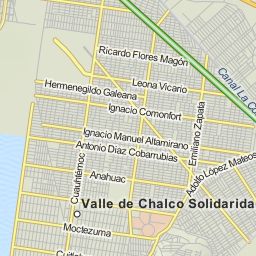 Ricardo Flores Magón
Canal La Co
Leona Vicario
Hermenegildo Galeana
Ignacio Comonfort
Emiliano Zapata
Ignacio Manuel Altamirano
Antonio Díaz Cobarrubias
Cuauhtémoc
Adolfo López Mateos
Anahuac
Valle de Chalco Solidarida
Moctezuma